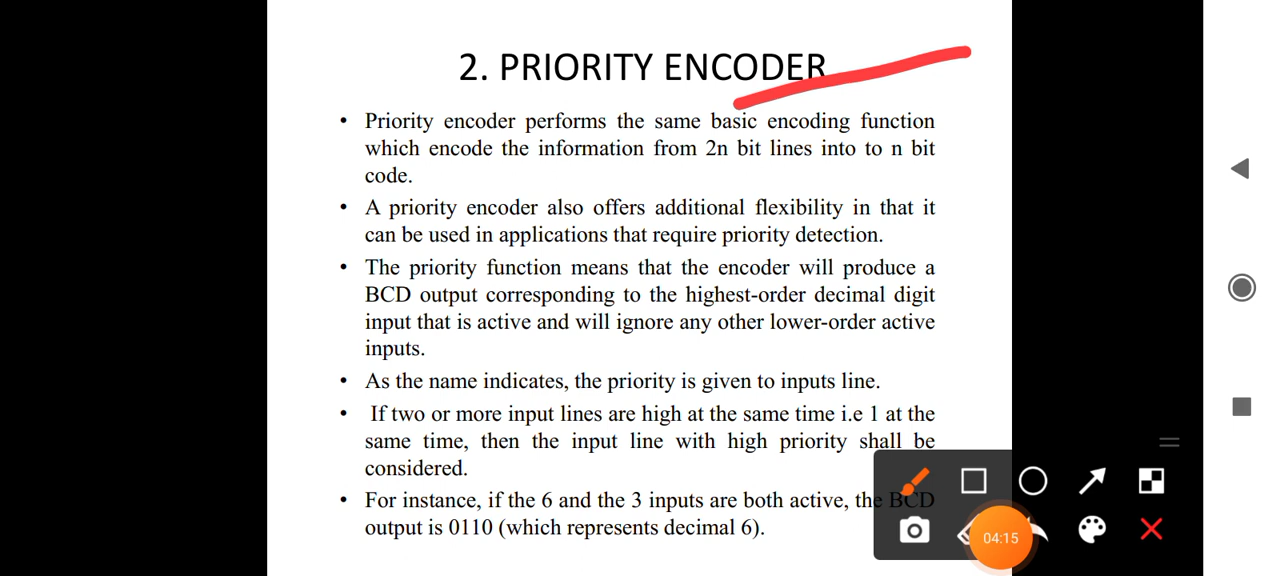 2. PRIORITY ENCODER
• Priority encoder performs the same basic encoding function
which encode the information from 2n bit lines into to n bit
code.
• A priority encoder also offers additional flexibility in that it
can be used in applications that require priority detection.
• The priority function means that the encoder will produce a
BCD output corresponding to the highest-order decimal digit
input that is active and will ignore any other lower-order active
inputs.
• As the name indicates, the priority is given to inputs line.
• If two or more input lines are high at the same time i.e 1 at the
same time, then the input line with high priority shall be
considered.
• For instance, if the 6 and the 3 inputs are both active, the BCD
output is 0110 (which represents decimal 6).
04:15